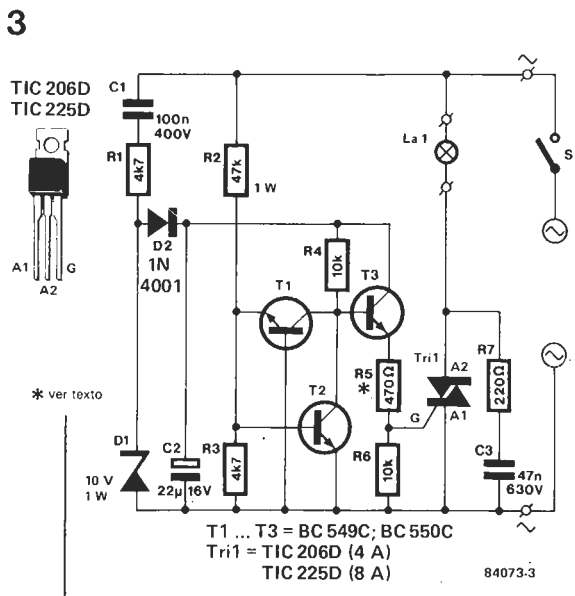 3
TIC 206D
TIC 225D
A1
A2
G
C1
100n
400V
R1
4k7
R2
47k
1 W
La 1
S
D2
1N
4001
R4
10k
T3
T1
R5
*
470Ω
Tri1
A2
R7
220Ω
G
A1
* ver texto
T2
D1
10 V
1 W
C2
22µ 16V
R3
4k7
R6
10k
C3
47n
630V
T1 ... T3 = BC 549C; BC 550C
Tri1 = TIC 206D (4 A)
TIC 225D (8 A)
84073-3